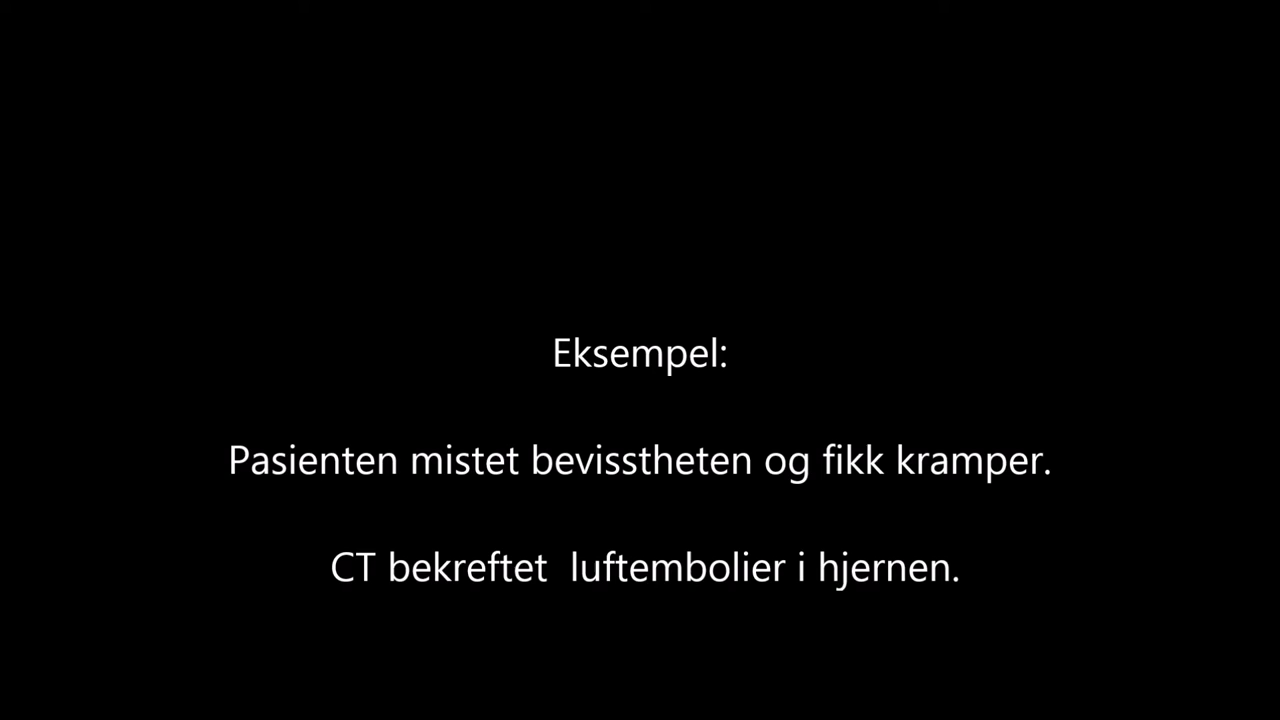 Eksempel:
Pasienten mistet bevisstheten og fikk kramper.
CT bekreftet  luftembolier i hjernen.